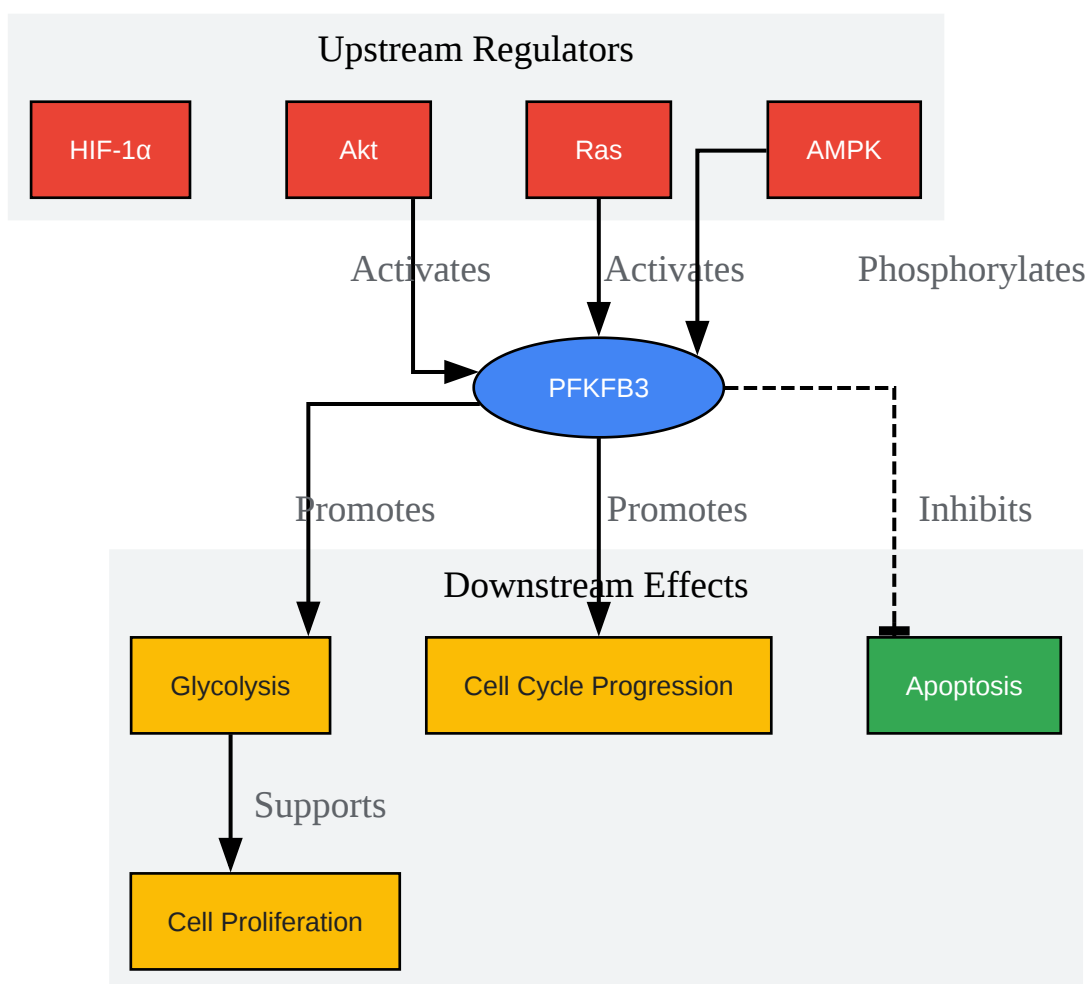 Upstream Regulators
HIF-1α
Akt
Ras
AMPK
Activates
Activates
Phosphorylates
PFKFB3
Promotes
Promotes
Inhibits
Downstream Effects
Glycolysis
Cell Cycle Progression
Apoptosis
Supports
Cell Proliferation